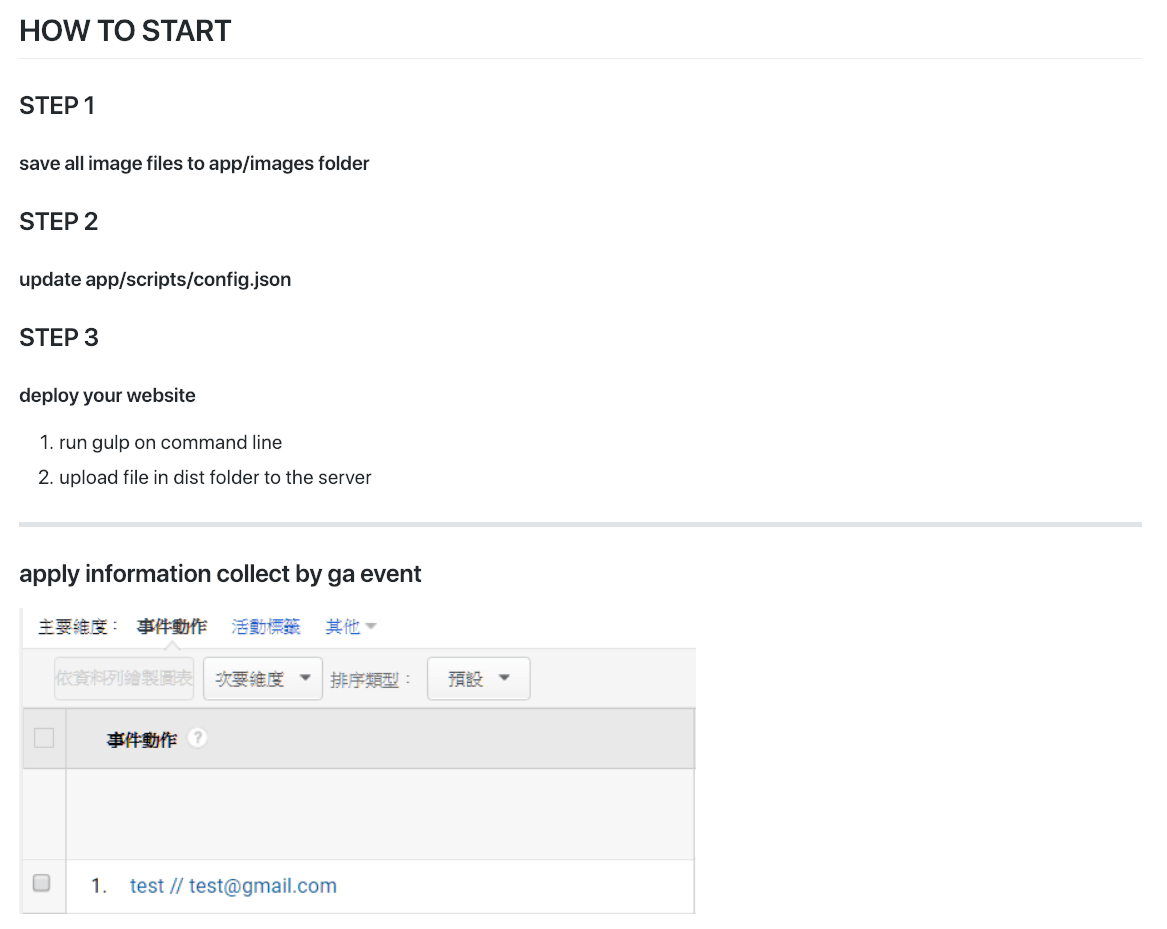 HOW TO START
STEP 1
save all image files to app/images folder
STEP 2
update app/scripts/config.json
STEP 3
deploy your website
1. run gulp on command line
2. upload file in dist folder to the server
apply information collect by ga event
主要維度： 事件動作 活動標籤 其他
依資料列繪製圖表 次要維度 排序類型： 預設
事件動作 ?
1. test // test@gmail.com